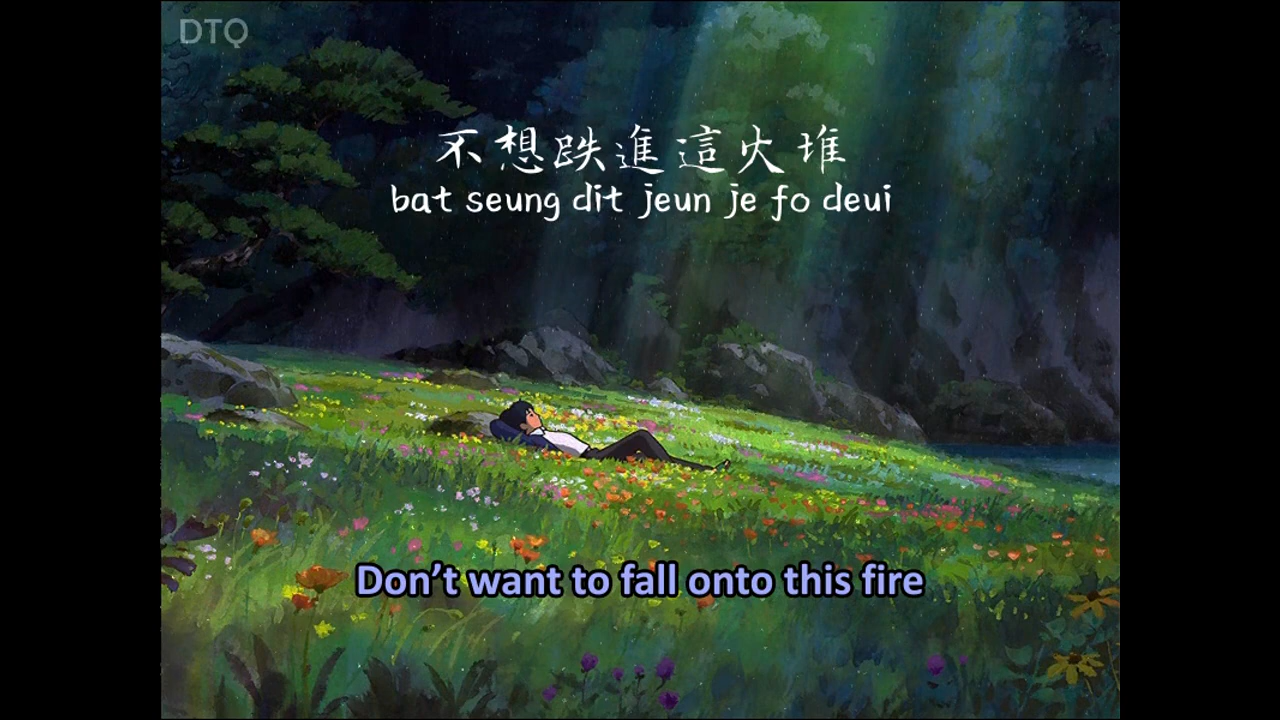 DTQ
不想跌進這火堆
bat seung dit jeun je fo deui
Don’t want to fall onto this fire